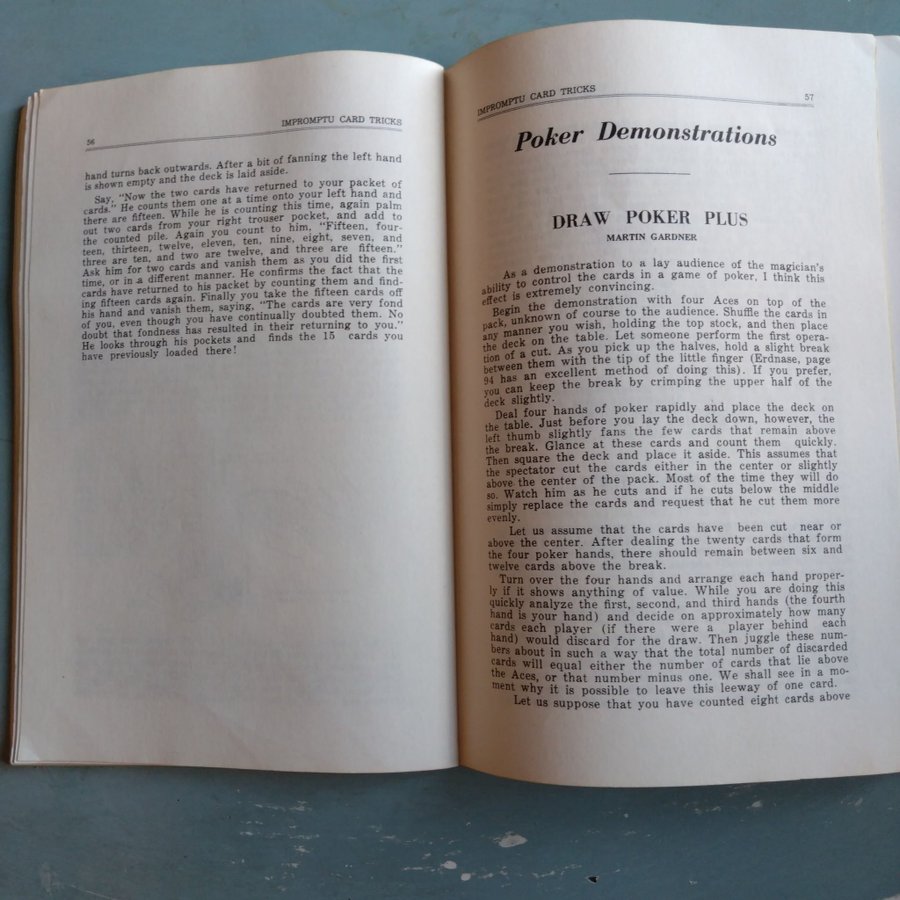 56
IMPROMPTU CARD TRICKS
hand turns back outwards. After a bit of fanning the left hand
is shown empty and the deck is laid aside.
Say, "Now the two cards have returned to your packet of
cards." He counts them one at a time onto your left hand and
there are fifteen. While he is counting this time, again palm
out two cards from your right trouser pocket, and add to
the counted pile. Again you count to him, "Fifteen, four-
teen, thirteen, twelve, eleven, ten, nine, eight, seven, and
three are ten, and two are twelve, and three are fifteen."
Ask him for two cards and vanish them as you did the first
time, or in a different manner. He confirms the fact that the
cards have returned to his packet by counting them and find-
ing fifteen cards again. Finally you take the fifteen cards off
his hand and vanish them, saying, "The cards are very fond
of you, even though you have continually doubted them. No
doubt that fondness has resulted in their returning to you."
He looks through his pockets and finds the 15 cards you
have previously loaded there!
IMPROMPTU CARD TRICKS
57
Poker Demonstrations
DRAW POKER PLUS
MARTIN GARDNER
As a demonstration to a lay audience of the magician's
ability to control the cards in a game of poker, I think this
effect is extremely convincing.
Begin the demonstration with four Aces on top of the
pack, unknown of course to the audience. Shuffle the cards in
any manner you wish, holding the top stock, and then place
the deck on the table. Let someone perform the first opera-
tion of a cut. As you pick up the halves, hold a slight break
between them with the tip of the little finger (Erdnase, page
94 has an excellent method of doing this). If you prefer,
you can keep the break by crimping the upper half of the
deck slightly.
Deal four hands of poker rapidly and place the deck on
the table. Just before you lay the deck down, however, the
left thumb slightly fans the few cards that remain above
the break. Glance at these cards and count them quickly.
Then square the deck and place it aside. This assumes that
the spectator cut the cards either in the center or slightly
above the center of the pack. Most of the time they will do
so. Watch him as he cuts and if he cuts below the middle
simply replace the cards and request that he cut them more
evenly.
Let us assume that the cards have been cut near or
above the center. After dealing the twenty cards that form
the four poker hands, there should remain between six and
twelve cards above the break.
Turn over the four hands and arrange each hand proper-
ly if it shows anything of value. While you are doing this
quickly analyze the first, second, and third hands (the fourth
hand is your hand) and decide on approximately how many
cards each player (if there were a player behind each
hand) would discard for the draw. Then juggle these num-
bers about in such a way that the total number of discarded
cards will equal either the number of cards that lie above
the Aces, or that number minus one. We shall see in a mo-
ment why it is possible to leave this leeway of one card.
Let us suppose that you have counted eight cards above